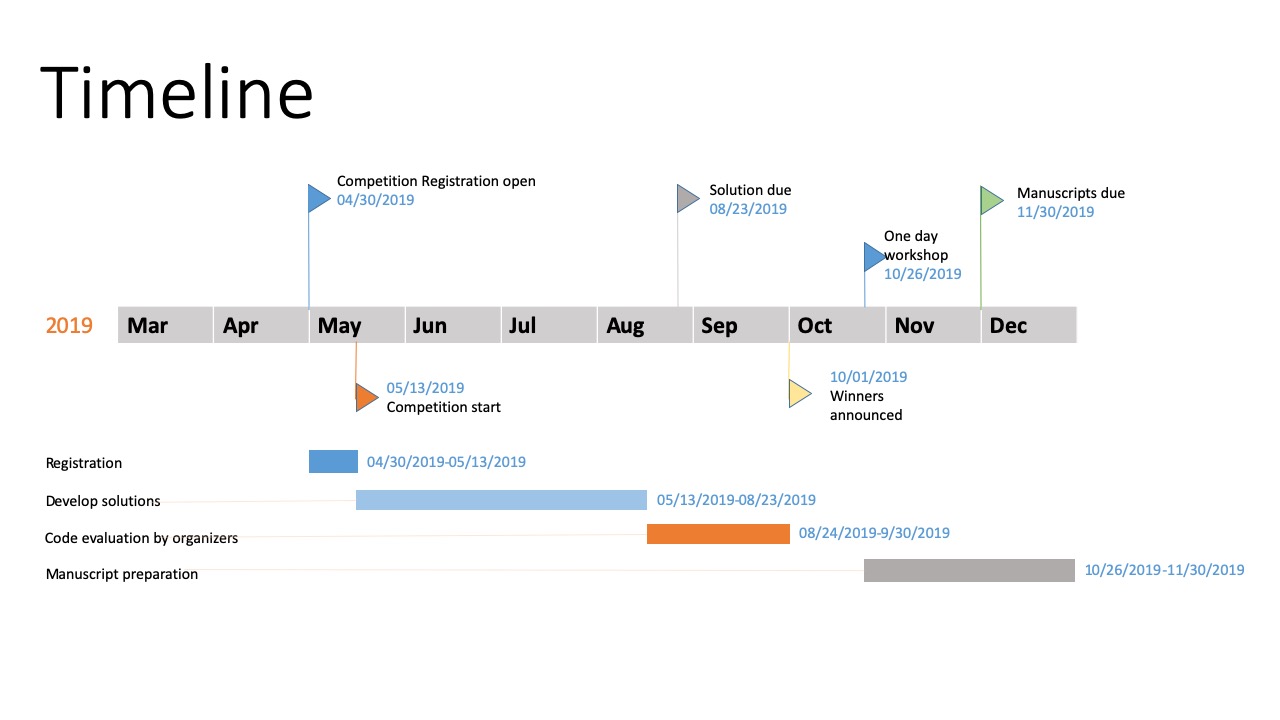 Timeline
Competition Registration open
04/30/2019
Solution due
08/23/2019
Manuscripts due
11/30/2019
One day
workshop
10/26/2019
2019 Mar Apr May Jun Jul Aug Sep Oct Nov Dec
05/13/2019
Competition start
10/01/2019
Winners
announced
Registration 04/30/2019-05/13/2019
Develop solutions 05/13/2019-08/23/2019
Code evaluation by organizers 08/24/2019-9/30/2019
Manuscript preparation 10/26/2019-11/30/2019